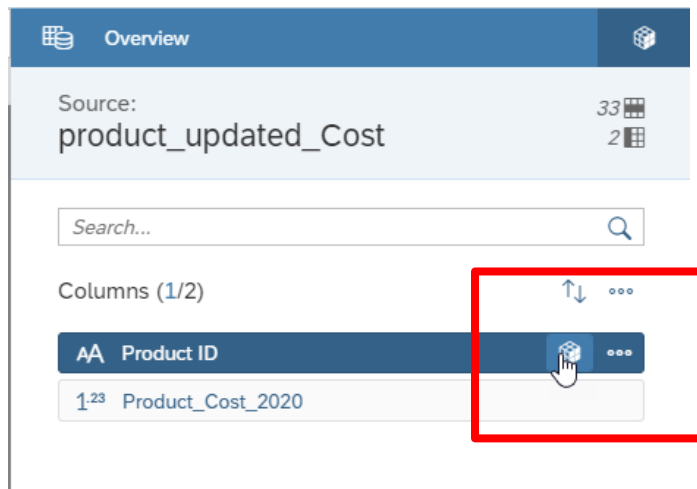 Overview
Source:
33
product_updated_Cost
2
Search...
Columns (1/2)
AA Product ID
1.23 Product_Cost_2020